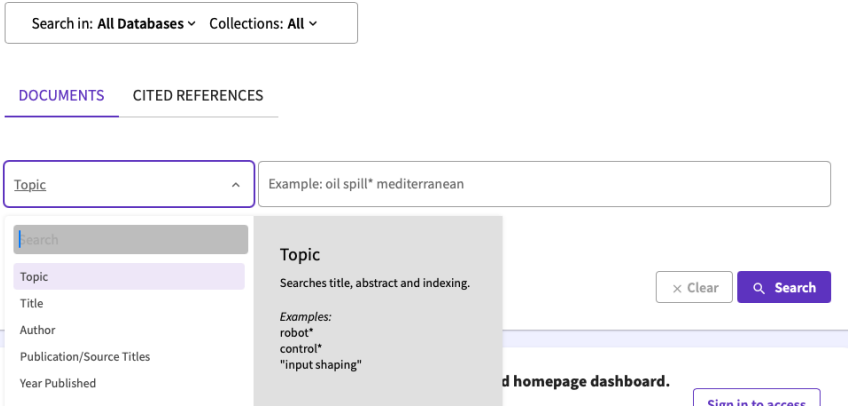 Search in: All Databases Collections: All
DOCUMENTS CITED REFERENCES
Topic
Example: oil spill* mediterranean
Search
Topic
Title
Author
Publication/Source Titles
Year Published
Topic
Searches title, abstract and indexing.
Examples:
robot*
control*
"input shaping"
× Clear
Search
d homepage dashboard.
Sign in to access